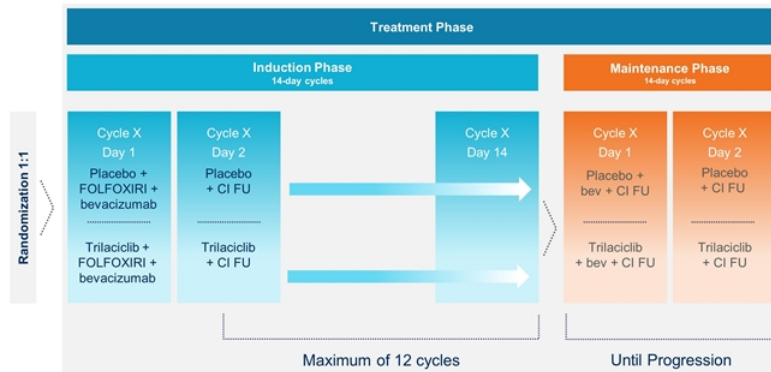 Treatment Phase
Induction Phase
14-day cycles
Maintenance Phase
14-day cycles
Randomization 1:1
Cycle X
Day 1
Placebo +
FOLFOXIRI +
bevacizumab
Trilaciclib +
FOLFOXIRI +
bevacizumab
Cycle X
Day 2
Placebo
+ CI FU
Trilaciclib
+ CI FU
Cycle X
Day 14
Cycle X
Day 1
Placebo +
bev + CI FU
Trilaciclib
+ bev + CI FU
Cycle X
Day 2
Placebo
+ CI FU
Trilaciclib
+ CI FU
Maximum of 12 cycles
Until Progression